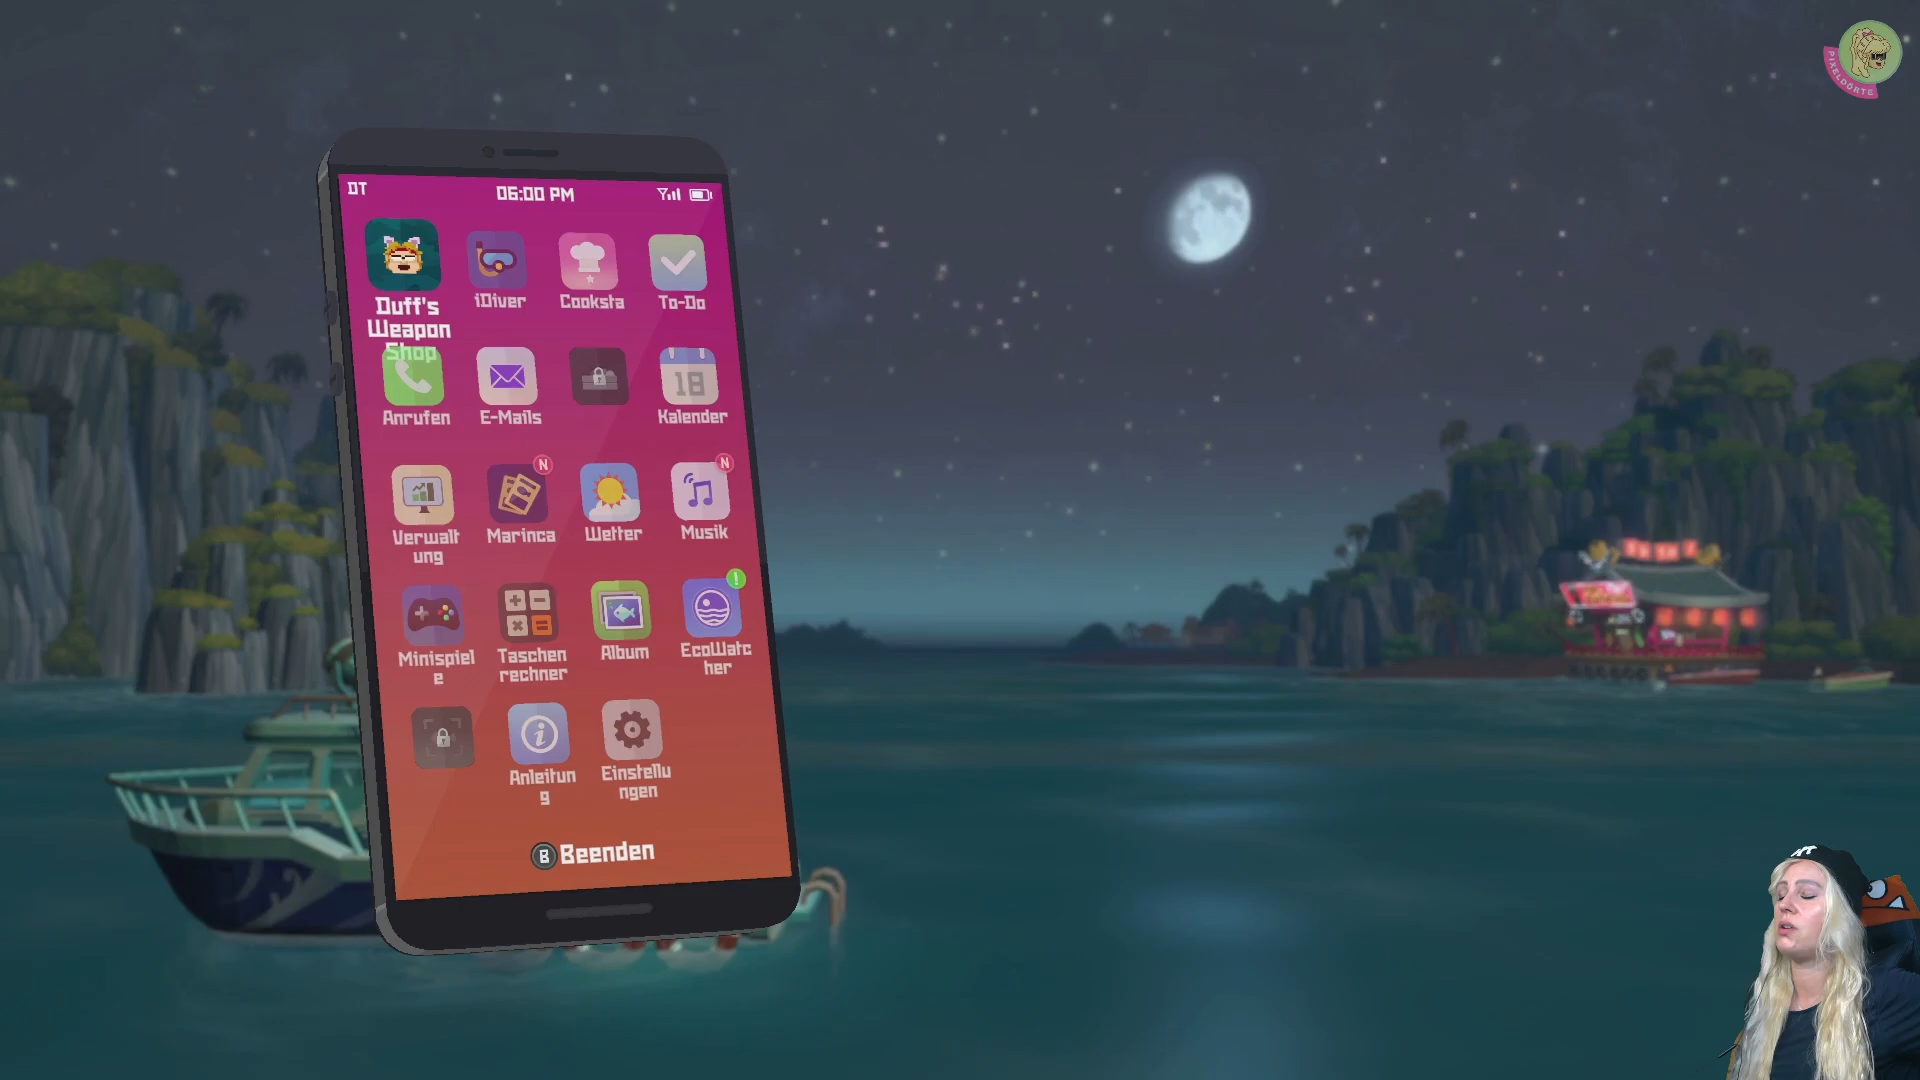 PIXELDÖRTE
DT
06:00 PM
Duff's
Weapon
Shop
iDiver
Cooksta
To-Do
Anrufen
E-Mails
18
Kalender
Verwalt
ung
N
Marinca
Wetter
N
Musik
Minispiel
e
Taschen
rechner
Album
!
EcoWatc
her
Anleitun
g
Einstellu
ngen
B Beenden